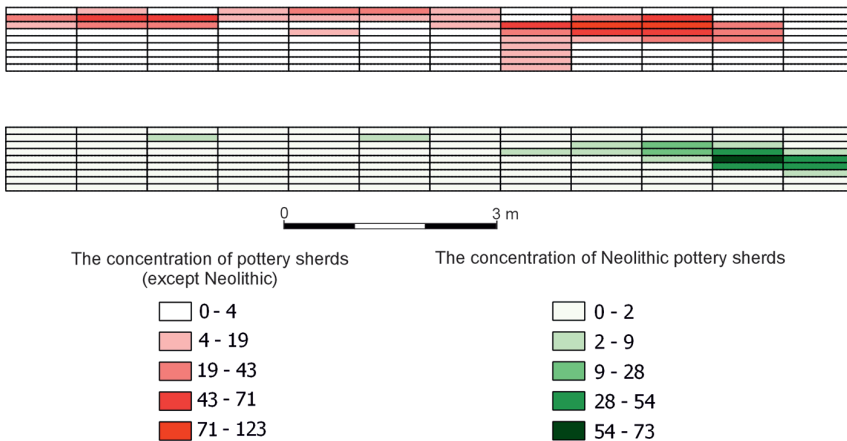 0 3 m
The concentration of pottery sherds
(except Neolithic)
0 - 4
4 - 19
19 - 43
43 - 71
71 - 123
The concentration of Neolithic pottery sherds
0 - 2
2 - 9
9 - 28
28 - 54
54 - 73